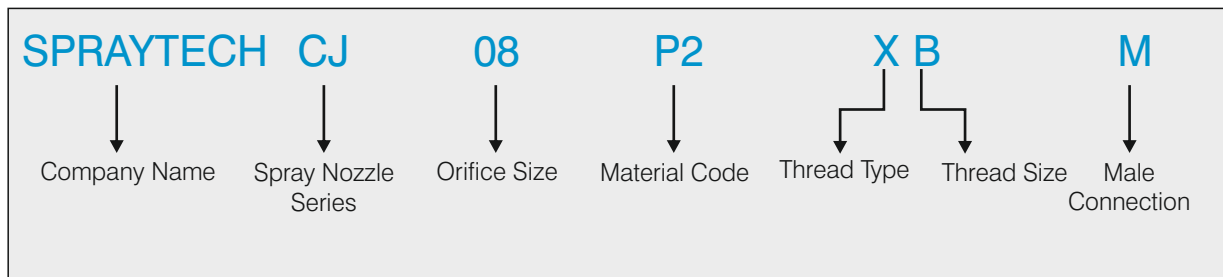 SPRAYTECH CJ 08 P2 X B M
Company Name Spray Nozzle Series Orifice Size Material Code Thread Type Thread Size Male Connection